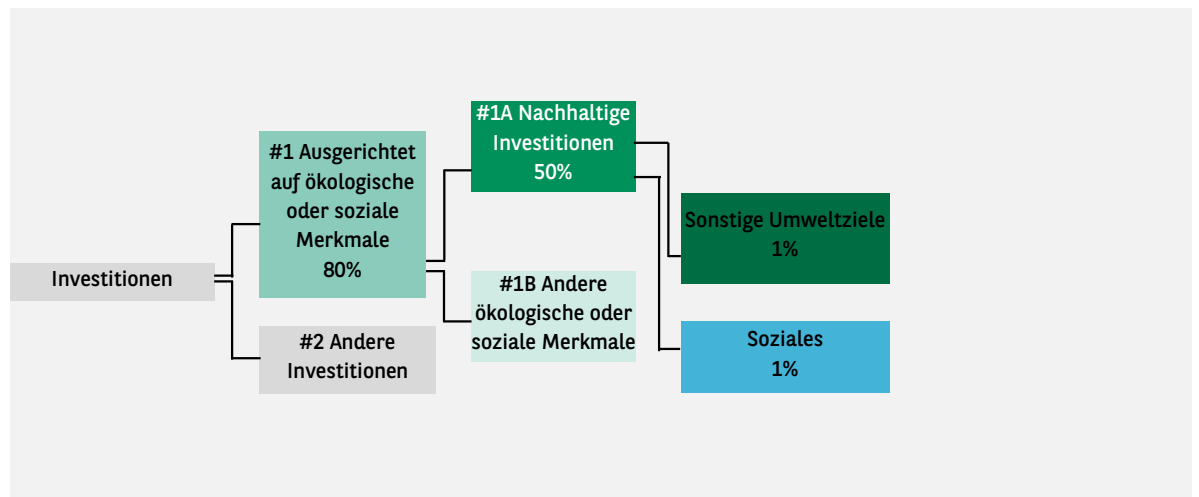 Investitionen
#1 Ausgerichtet
auf ökologische
oder soziale
Merkmale
80%
#2 Andere
Investitionen
#1A Nachhaltige
Investitionen
50%
#1B Andere
ökologische oder
soziale Merkmale
Sonstige Umweltziele
1%
Soziales
1%